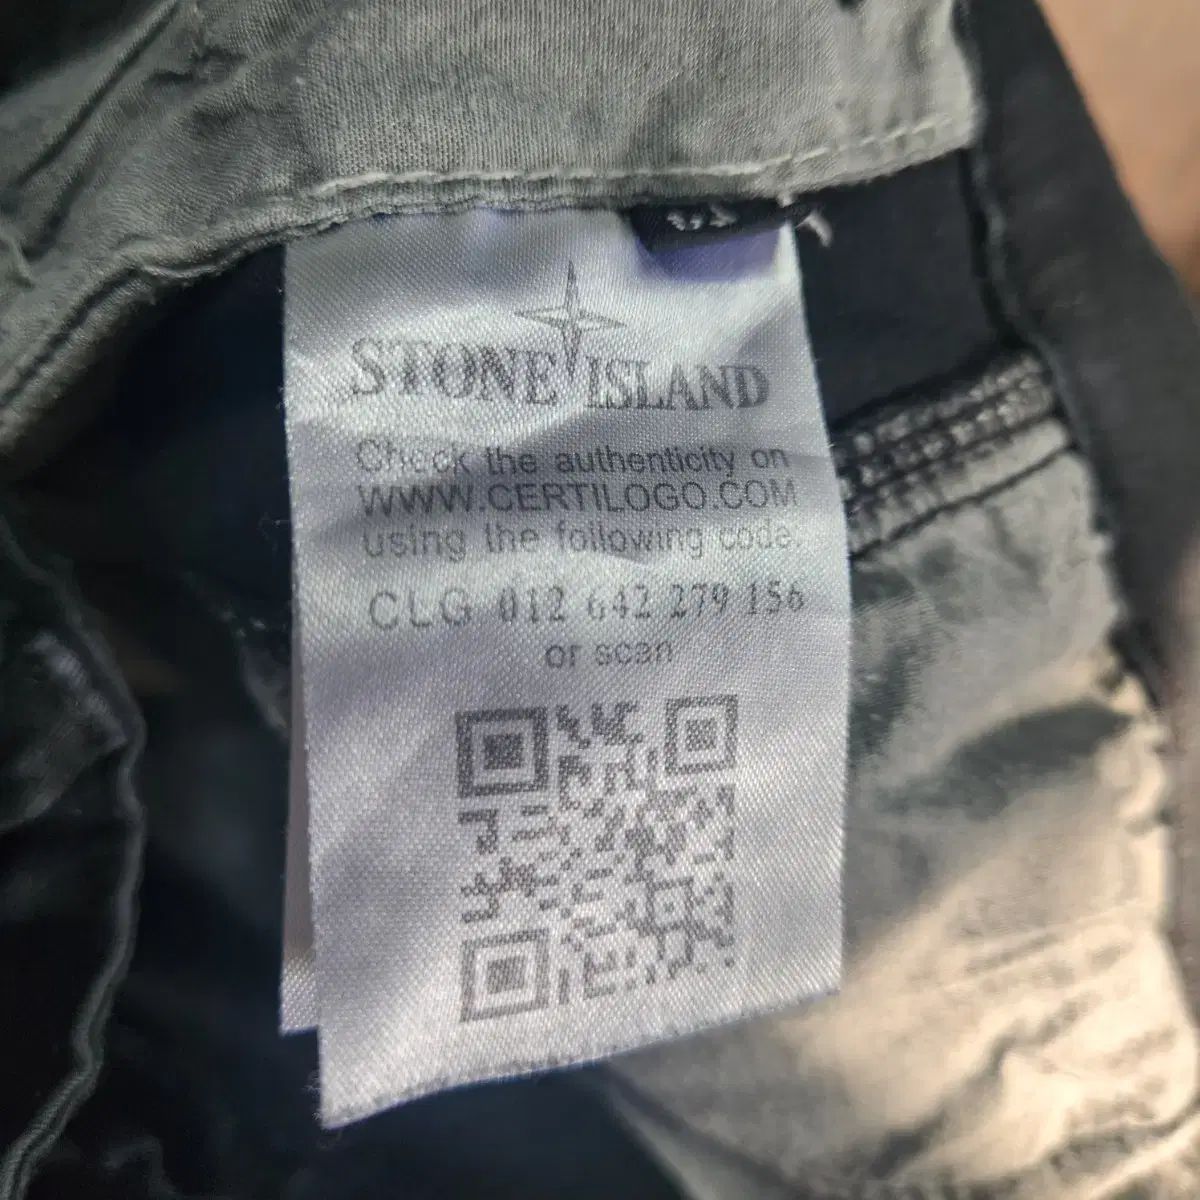 STONE ISLAND
Check the authenticity on
WWW.CERTILOGO.COM
using the following code:
CLG 012 642 279 156
or scan